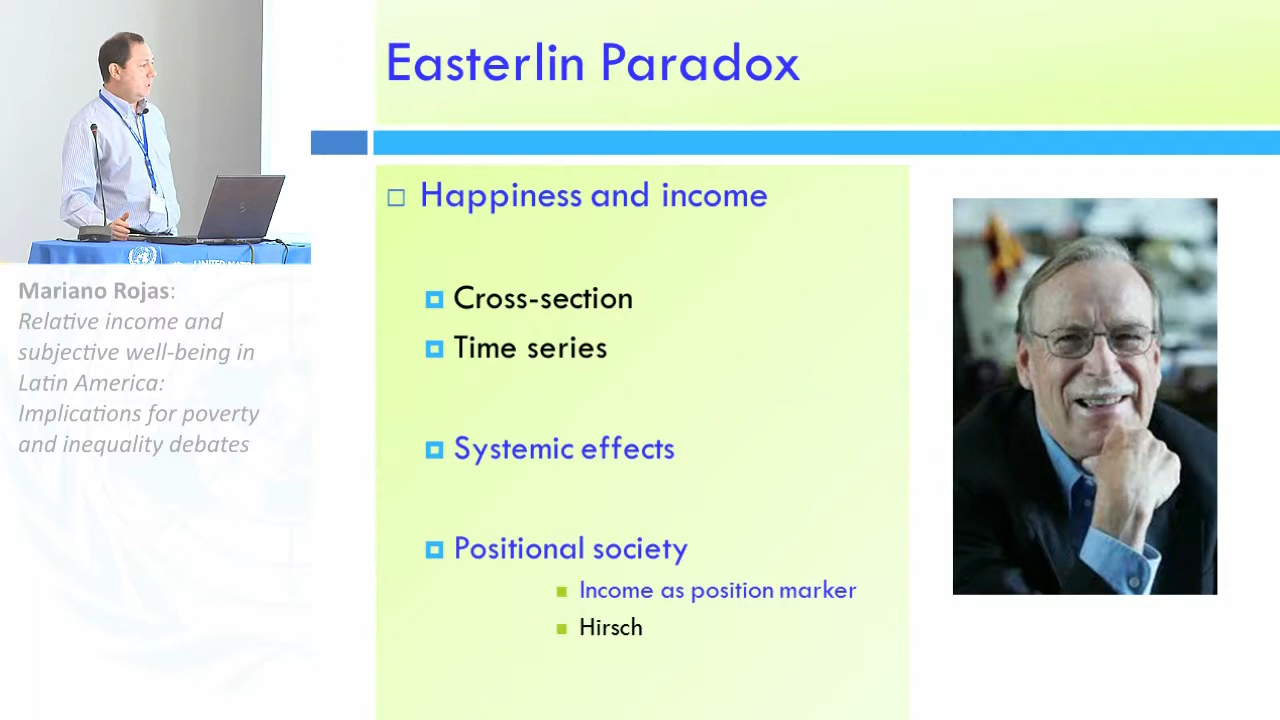 Easterlin Paradox
Happiness and income
Cross-section
Time series
Systemic effects
Positional society
Income as position marker
Hirsch
Mariano Rojas:
Relative income and
subjective well-being in
Latin America:
Implications for poverty
and inequality debates
UNITED